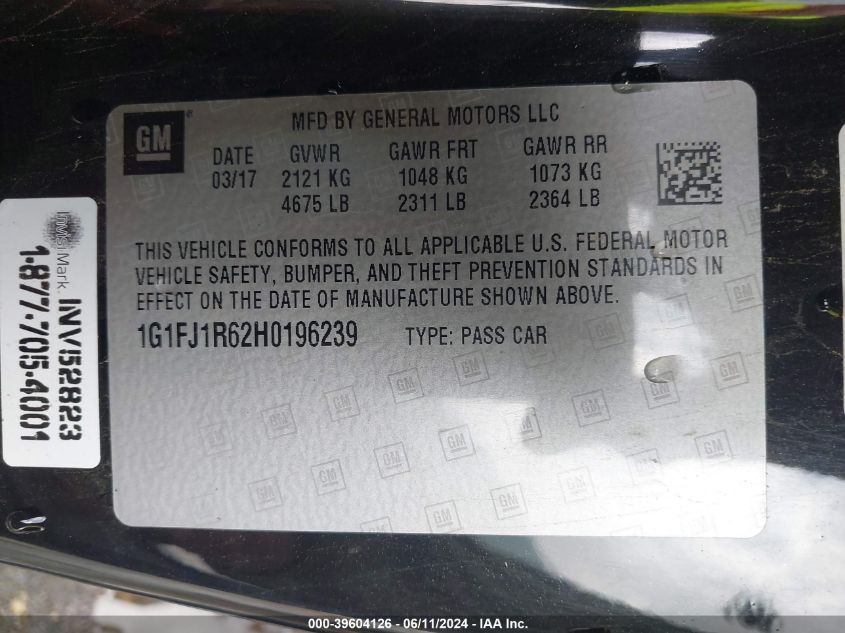 GM
MFD BY GENERAL MOTORS LLC
DATE GVWR GAWR FRT GAWR RR
03/17 2121 KG 1048 KG 1073 KG
4675 LB 2311 LB 2364 LB
THIS VEHICLE CONFORMS TO ALL APPLICABLE U.S. FEDERAL MOTOR
VEHICLE SAFETY, BUMPER, AND THEFT PREVENTION STANDARDS IN
EFFECT ON THE DATE OF MANUFACTURE SHOWN ABOVE.
1G1FJ1R62H0196239 TYPE: PASS CAR
InMS Mark.
INV52823
1-877-705-4001
000-39604126 - 06/11/2024 - IAA Inc.